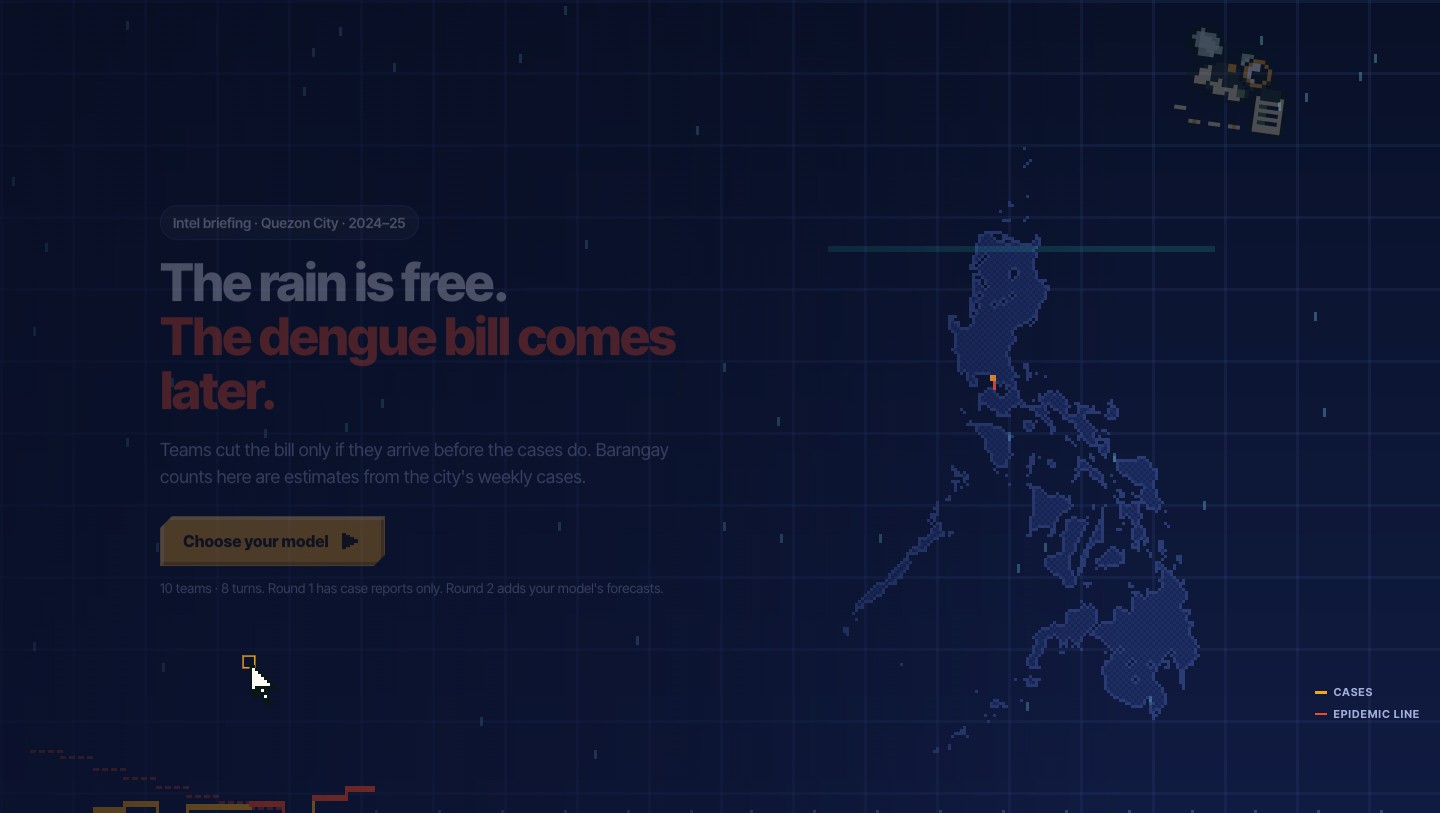 Intel briefing · Quezon City · 2024–25
The rain is free.
The dengue bill comes
later.
Teams cut the bill only if they arrive before the cases do. Barangay
counts here are estimates from the city's weekly cases.
Choose your model
10 teams · 8 turns. Round 1 has case reports only. Round 2 adds your model's forecasts.
CASES
EPIDEMIC LINE